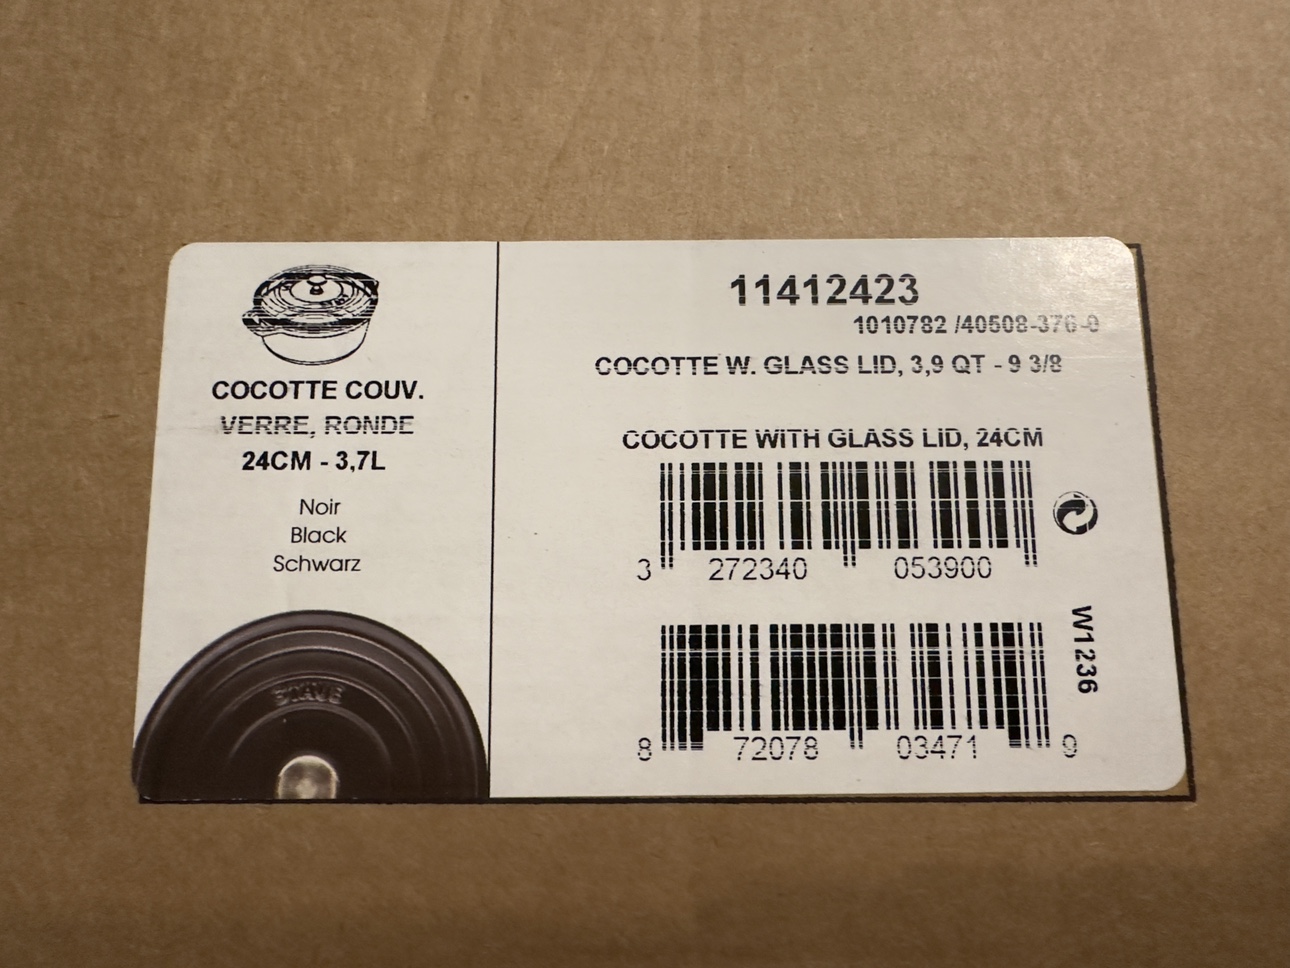 COCOTTE COUV.
VERRE, RONDE
24CM - 3,7L
Noir
Black
Schwarz
STAUB
11412423
1010782 /40508-376-0
COCOTTE W. GLASS LID, 3,9 QT - 9 3/8
COCOTTE WITH GLASS LID, 24CM
3 272340 053900
W1236
8 72078 03471 9